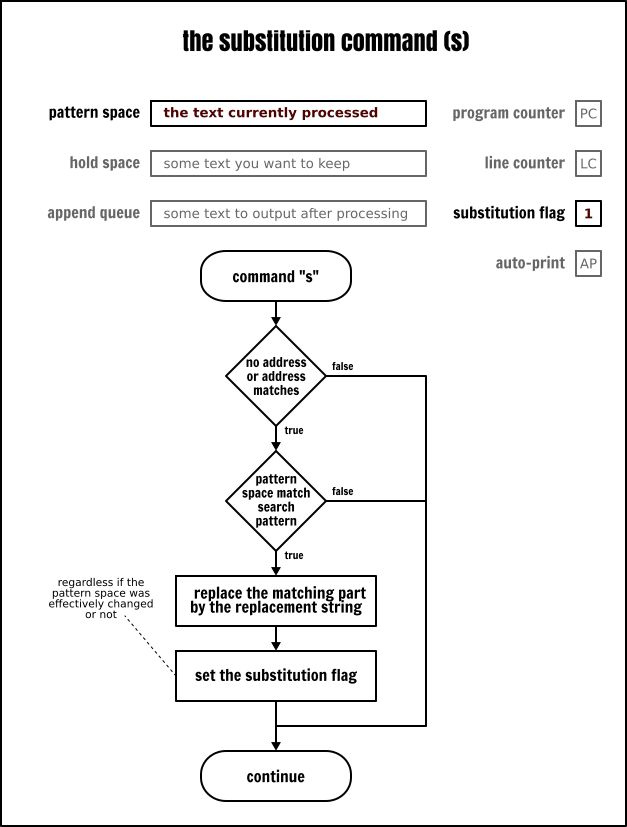 the substitution command (s)
pattern space
the text currently processed
program counter
PC
hold space
some text you want to keep
line counter
LC
append queue
some text to output after processing
substitution flag
1
auto-print
AP
command "s"
no address
or address
matches
false
true
pattern
space match
search
pattern
false
true
regardless if the
pattern space was
effectively changed
or not
replace the matching part
by the replacement string
set the substitution flag
continue